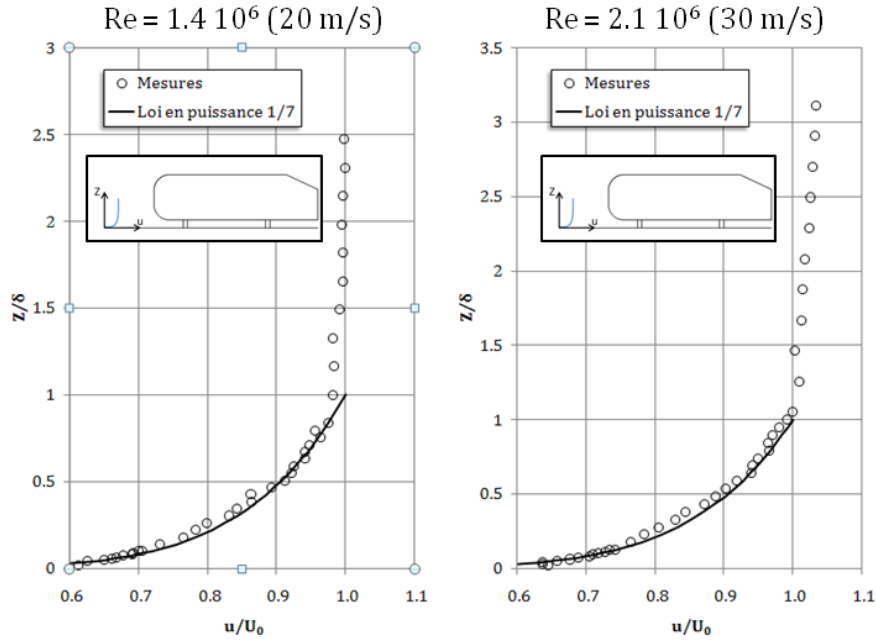 Re = 1.4 10⁶ (20 m/s)
3
2.5
2
1.5
1
0.5
0
Z/δ
Mesures
Loi en puissance 1/7
Z
u
0.6 0.7 0.8 0.9 1.0 1.1
u/U₀
Re = 2.1 10⁶ (30 m/s)
3.5
3
2.5
2
1.5
1
0.5
0
Z/δ
Mesures
Loi en puissance 1/7
Z
u
0.6 0.7 0.8 0.9 1.0 1.1
u/U₀